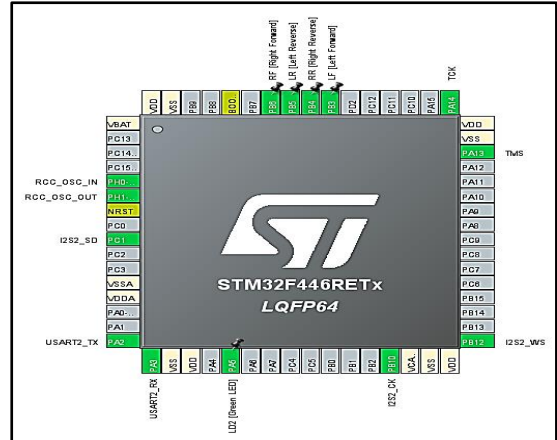 RF [Right Forward]
LR [Left Reverse]
RR [Right Reverse]
LF [Left Forward]
TCK
VDD
VSS
PB9
PB8
BOO..
PB7
PB6
PB5
PB4
PB3
PD2
PC12
PC11
PC10
PA15
PA14
VBAT
PC13
PC14..
PC15..
RCC_OSC_IN
PH0-..
RCC_OSC_OUT
PH1-..
NRST
PC0
I2S2_SD
PC1
PC2
PC3
VSSA
VDDA
PA0-..
PA1
USART2_TX
PA2
STM32F446RETx
LQFP64
VDD
VSS
PA13
TMS
PA12
PA11
PA10
PA9
PA8
PC9
PC8
PC7
PC6
PB15
PB14
PB13
PB12
I2S2_WS
PA3
VSS
VDD
PA4
PA5
PA6
PA7
PC4
PC5
PB0
PB1
PB2
PB10
VCA..
VSS
VDD
USART2_RX
LD2 [Green LED]
I2S2_CK